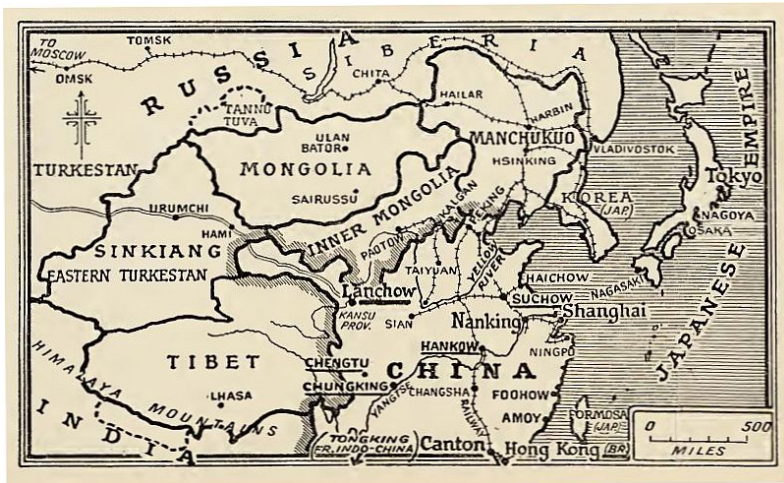 TO
MOSCOW
TOMSK
OMSK
RUSSIA
SIBERIA
CHITA
HAILAR
HARBIN
MANCHUKUO
HSINKING
VLADIVOSTOK
TANNU
TUVA
ULAN
BATOR
MONGOLIA
SAIRUSSU
TURKESTAN
URUMCHI
HAMI
SINKIANG
EASTERN TURKESTAN
INNER MONGOLIA
PAOTOW
KALGAN
PEKING
KOREA
(JAP.)
Tokyo
NAGOYA
OSAKA
NAGASAKI
JAPANESE EMPIRE
TAIYUAN
YELLOW
RIVER
HAICHOW
SUCHOW
Lanchow
KANSU
PROV.
SIAN
Nanking
Shanghai
NINGPO
HANKOW
CHINA
TIBET
LHASA
CHENGTU
CHUNGKING
YANGTSE
CHANGSHA
RAILWAY
FOOHOW
AMOY
FORMOSA
(JAP.)
HIMALAYA MOUNTAINS
INDIA
TONGKING
(FR. INDO-CHINA)
Canton
Hong Kong (BR)
0 500
MILES